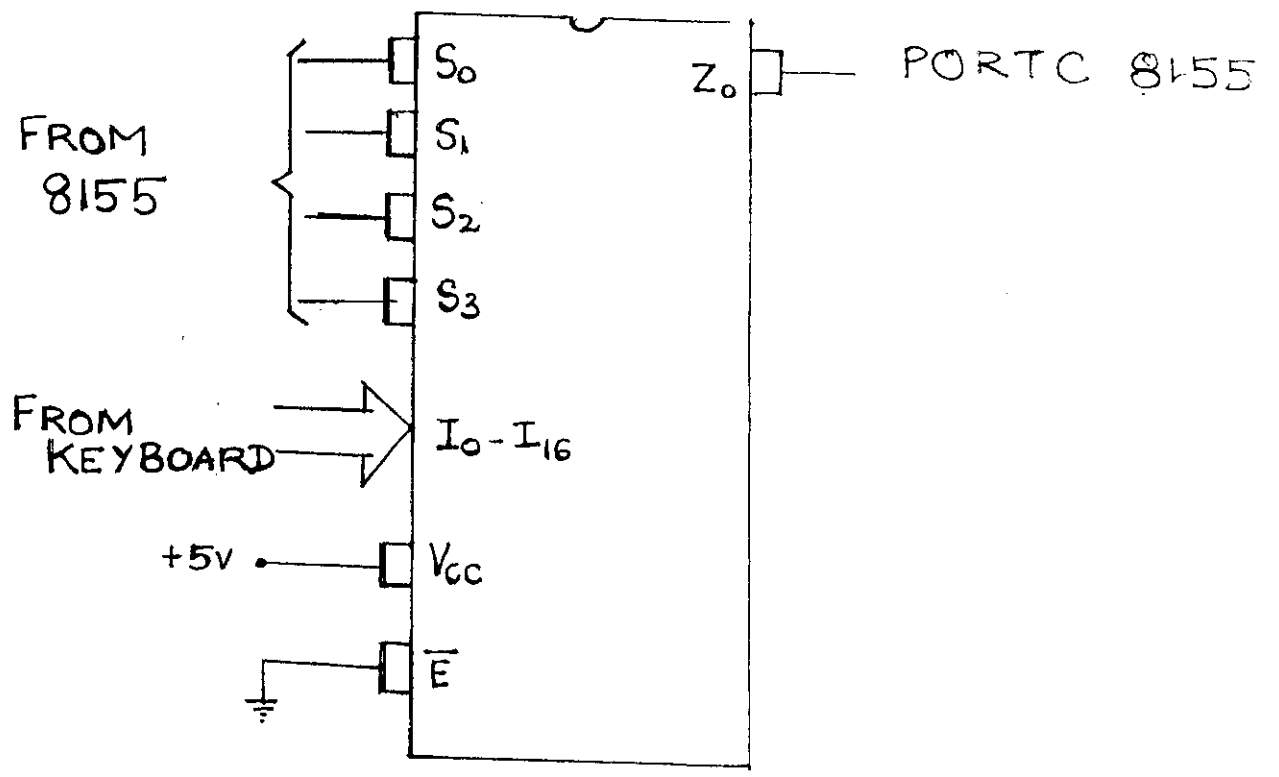 S₀
Z₀
PORTC 8155
S₁
FROM
8155
S₂
S₃
FROM
KEYBOARD
I₀-I₁₆
+5v
Vcc
E̅